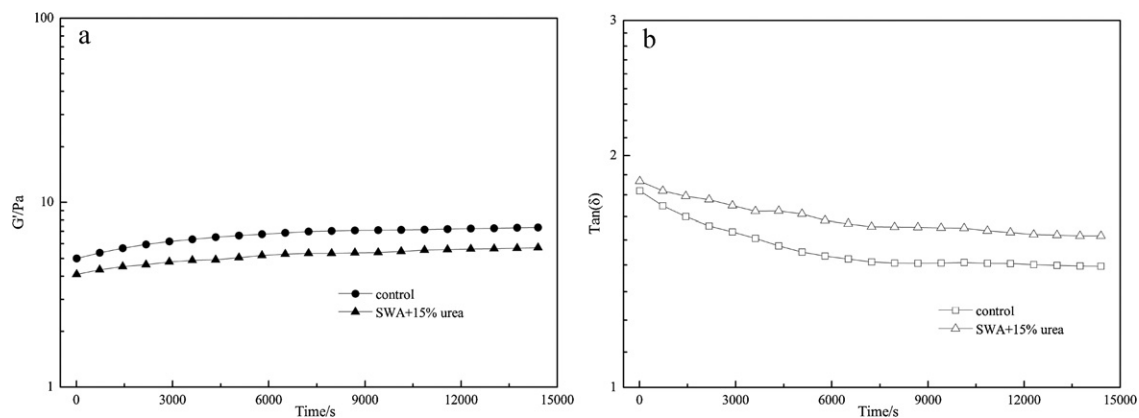 a
100
10
1
G'/Pa
0
3000
6000
9000
12000
15000
Time/s
control
SWA+15% urea
b
3
2
1
Tan(δ)
0
3000
6000
9000
12000
15000
Time/s
control
SWA+15% urea